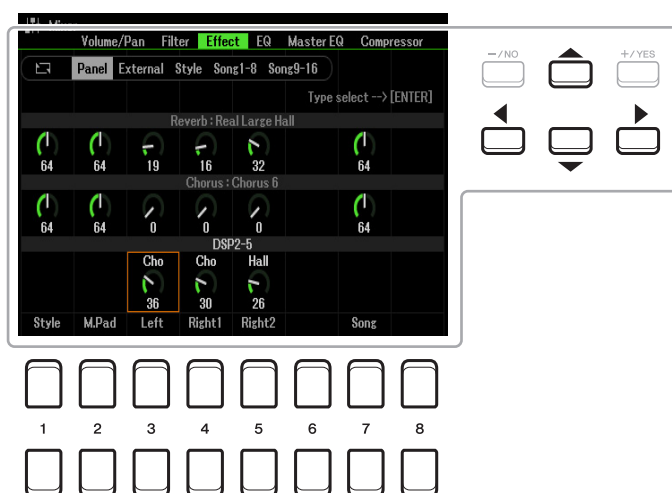 Volume/Pan Filter Effect EQ Master EQ Compressor
Panel External Style Song1-8 Song9-16
Type select --> [ENTER]
Reverb : Real Large Hall
64 64 19 16 32 64
Chorus : Chorus 6
64 64 0 0 0 64
DSP2-5
Cho Cho Hall
36 30 26
Style M.Pad Left Right1 Right2 Song
−/NO +/YES
1 2 3 4 5 6 7 8